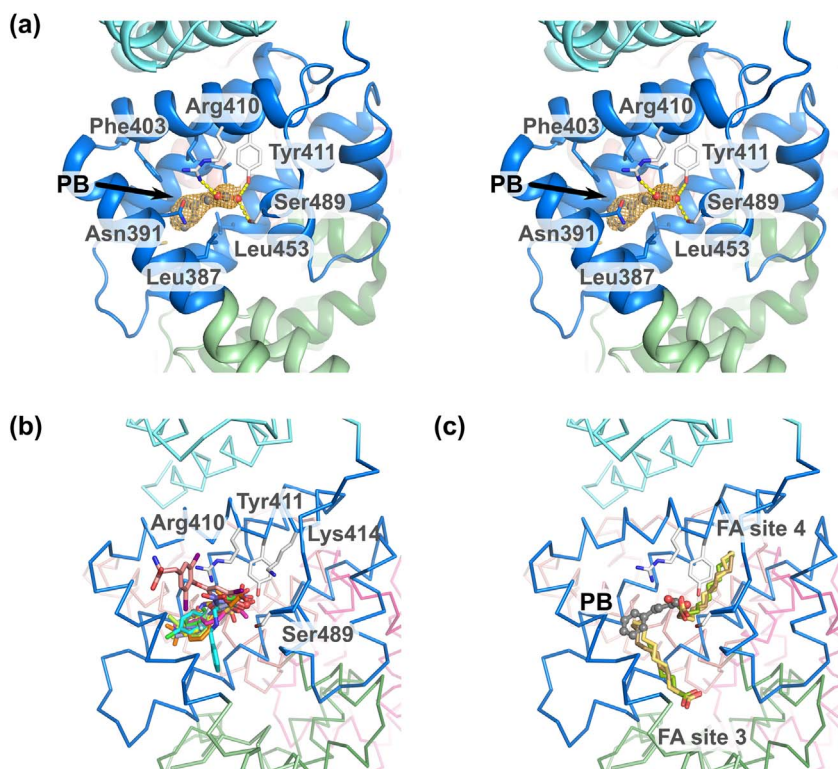 (a)
Arg410
Phe403
Tyr411
PB
Ser489
Asn391
Leu453
Leu387
Arg410
Phe403
Tyr411
PB
Ser489
Asn391
Leu453
Leu387
(b)
Tyr411
Arg410
Lys414
Ser489
(c)
FA site 4
PB
FA site 3